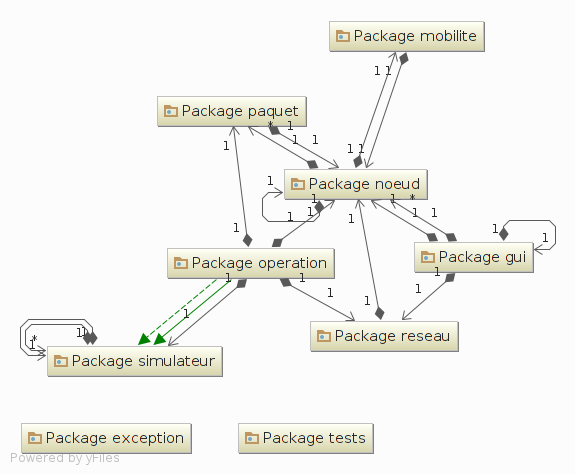 Package mobilite
1 1
Package paquet
* 1
1
1 1
1 1
Package noeud
1
1
1 *
1 1
1
1
1
1 1
1
Package operation
Package gui
1
1
1
1
1
1
1
Package reseau
1
*
1
Package simulateur
Package exception
Package tests
Powered by yFiles